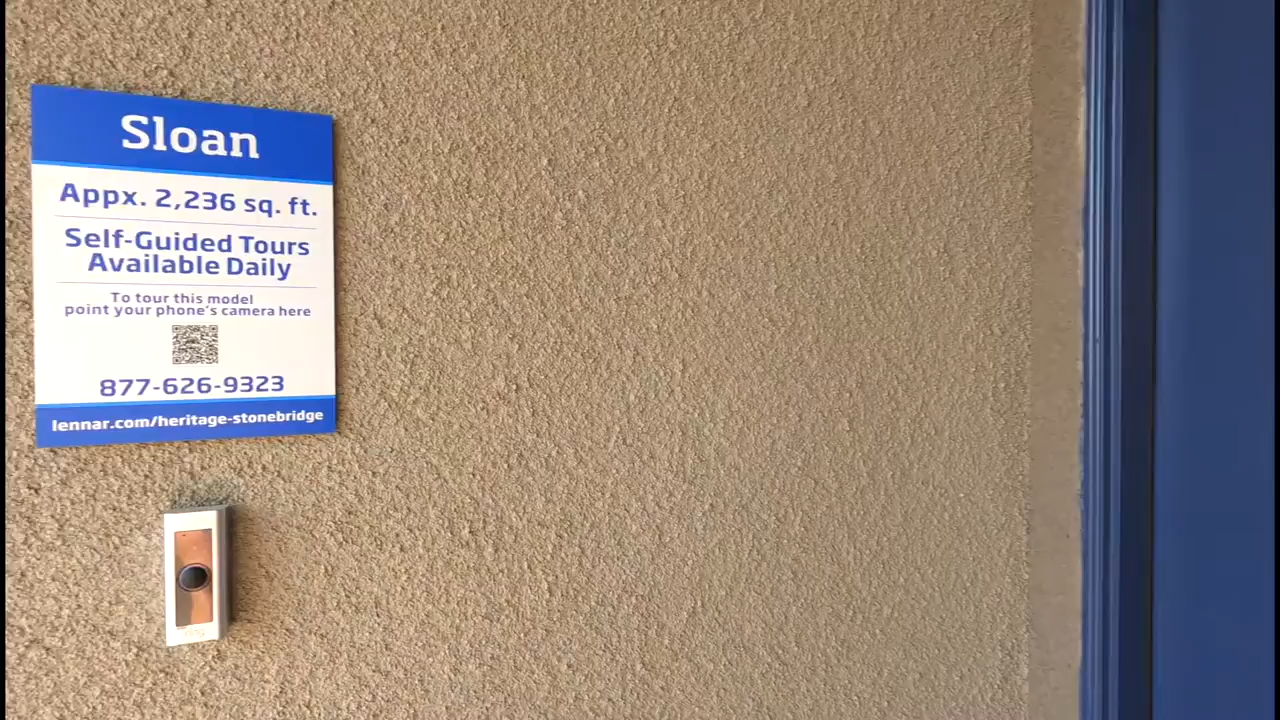 Sloan
Appx. 2,236 sq. ft.
Self-Guided Tours
Available Daily
To tour this model
point your phone's camera here
877-626-9323
lennar.com/heritage-stonebridge
ring